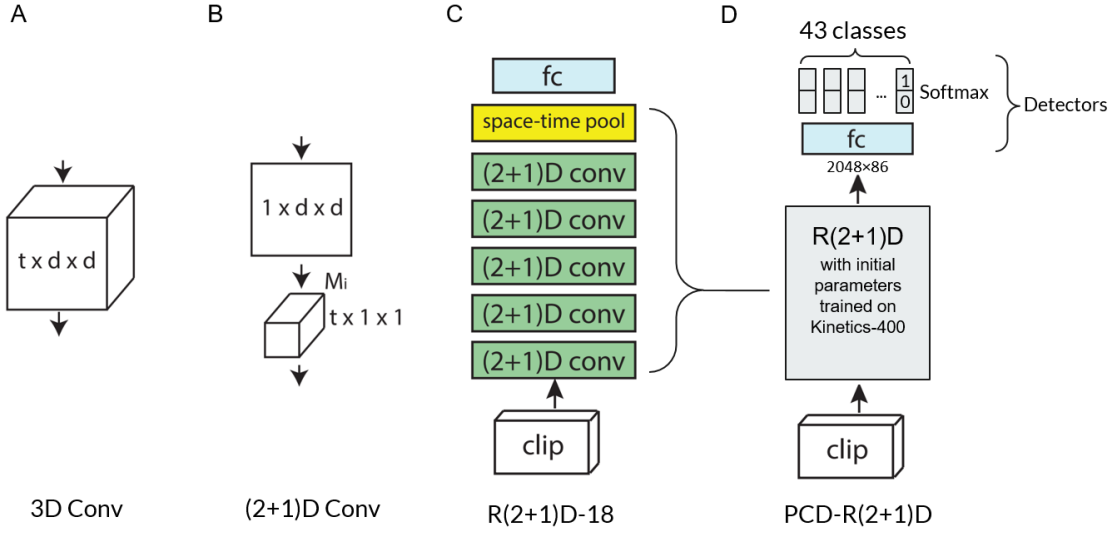 A
B
C
D
t x d x d
3D Conv
1 x d x d
Mi
t x 1 x 1
(2+1)D Conv
fc
space-time pool
(2+1)D conv
(2+1)D conv
(2+1)D conv
(2+1)D conv
(2+1)D conv
clip
R(2+1)D-18
43 classes
...
1
0
Softmax
Detectors
fc
2048×86
R(2+1)D
with initial
parameters
trained on
Kinetics-400
clip
PCD-R(2+1)D